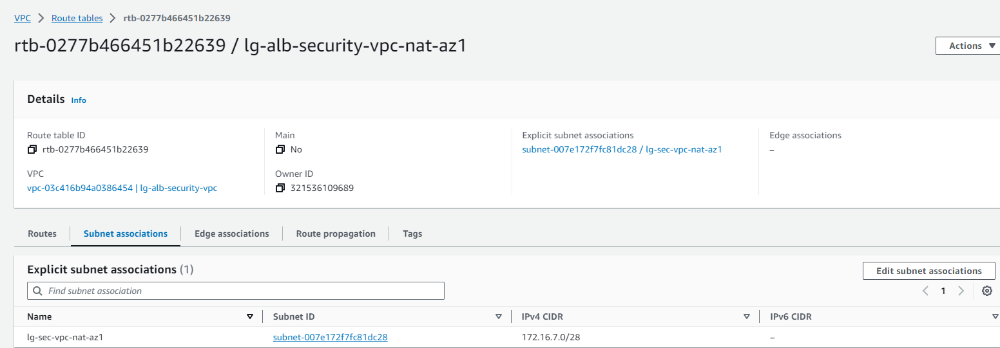 VPC > Route tables > rtb-0277b466451b22639
rtb-0277b466451b22639 / lg-alb-security-vpc-nat-az1
Actions
Details Info
Route table ID
rtb-0277b466451b22639
Main
No
Explicit subnet associations
subnet-007e172f7fc81dc28 / lg-sec-vpc-nat-az1
Edge associations
–
VPC
vpc-03c416b94a0386454 | lg-alb-security-vpc
Owner ID
321536109689
Routes
Subnet associations
Edge associations
Route propagation
Tags
Explicit subnet associations (1)
Edit subnet associations
Find subnet association
1
Name Subnet ID IPv4 CIDR IPv6 CIDR
lg-sec-vpc-nat-az1 subnet-007e172f7fc81dc28 172.16.7.0/28 –